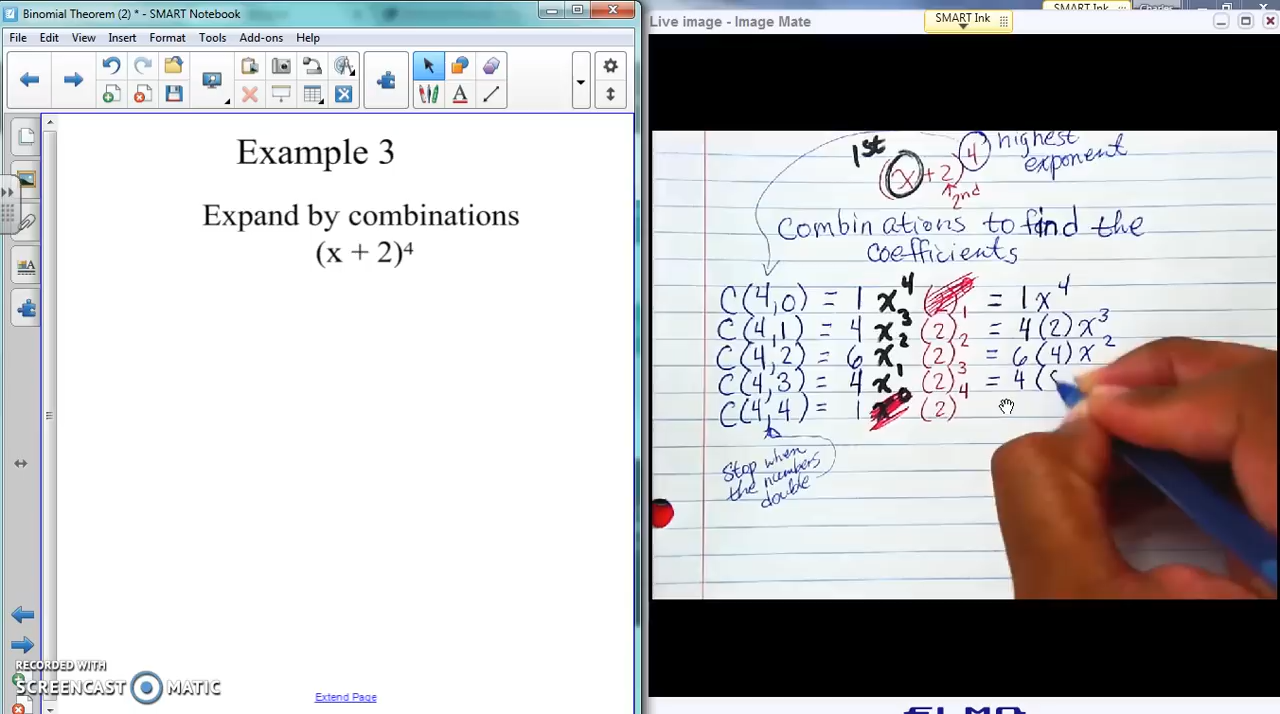 Binomial Theorem (2) * - SMART Notebook
File Edit View Insert Format Tools Add-ons Help
Example 3
Expand by combinations
(x + 2)⁴
Extend Page
RECORDED WITH
SCREENCAST MATIC
SMART Ink
Live image - Image Mate
SMART Ink
1st (x + 2)⁴ highest
exponent
2nd
Combinations to find the
coefficients
C(4,0) = 1 x⁴ = 1x⁴
C(4,1) = 4 x³ (2)¹ = 4(2)x³
C(4,2) = 6 x² (2)² = 6(4)x²
C(4,3) = 4 x¹ (2)³ = 4(
C(4,4) = 1 x⁰ (2)⁴
Stop when
the numbers
double